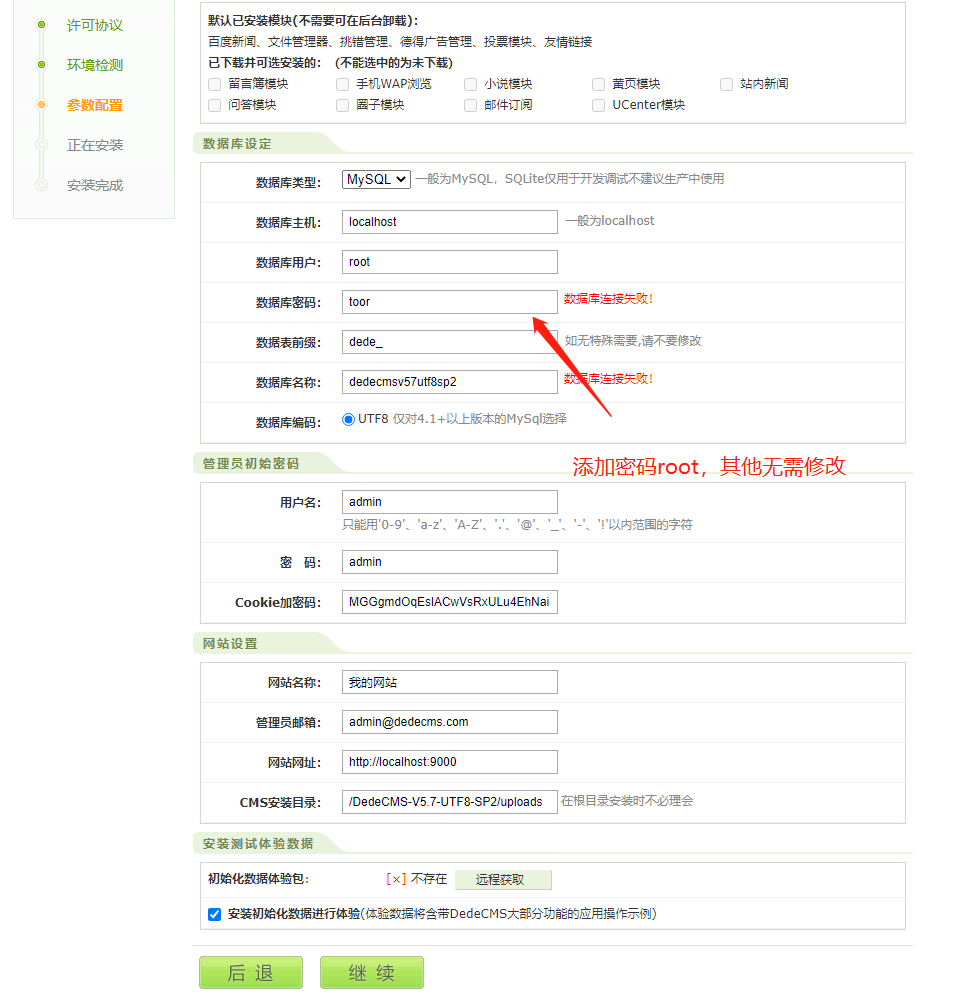 许可协议
环境检测
参数配置
正在安装
安装完成
默认已安装模块(不需要可在后台卸载)：
百度新闻、文件管理器、挑错管理、德得广告管理、投票模块、友情链接
已下载并可选安装的： (不能选中的为未下载)
留言簿模块 手机WAP浏览 小说模块 黄页模块 站内新闻
问答模块 圈子模块 邮件订阅 UCenter模块
数据库设定
数据库类型： MySQL 一般为MySQL，SQLite仅用于开发调试不建议生产中使用
数据库主机： localhost 一般为localhost
数据库用户： root
数据库密码： toor 数据库连接失败！
数据表前缀： dede_ 如无特殊需要,请不要修改
数据库名称： dedecmsv57utf8sp2 数据库连接失败！
数据库编码： UTF8 仅对4.1+以上版本的MySql选择
管理员初始密码
添加密码root，其他无需修改
用户名： admin
只能用'0-9'、'a-z'、'A-Z'、'.'、'@'、'_'、'-'、'!'以内范围的字符
密 码： admin
Cookie加密码： MGGgmdOqEsIACwVsRxULu4EhNai
网站设置
网站名称： 我的网站
管理员邮箱： admin@dedecms.com
网站网址： http://localhost:9000
CMS安装目录： /DedeCMS-V5.7-UTF8-SP2/uploads 在根目录安装时不必理会
安装测试体验数据
初始化数据体验包： [×] 不存在 远程获取
安装初始化数据进行体验(体验数据将含带DedeCMS大部分功能的应用操作示例)
后 退 继 续